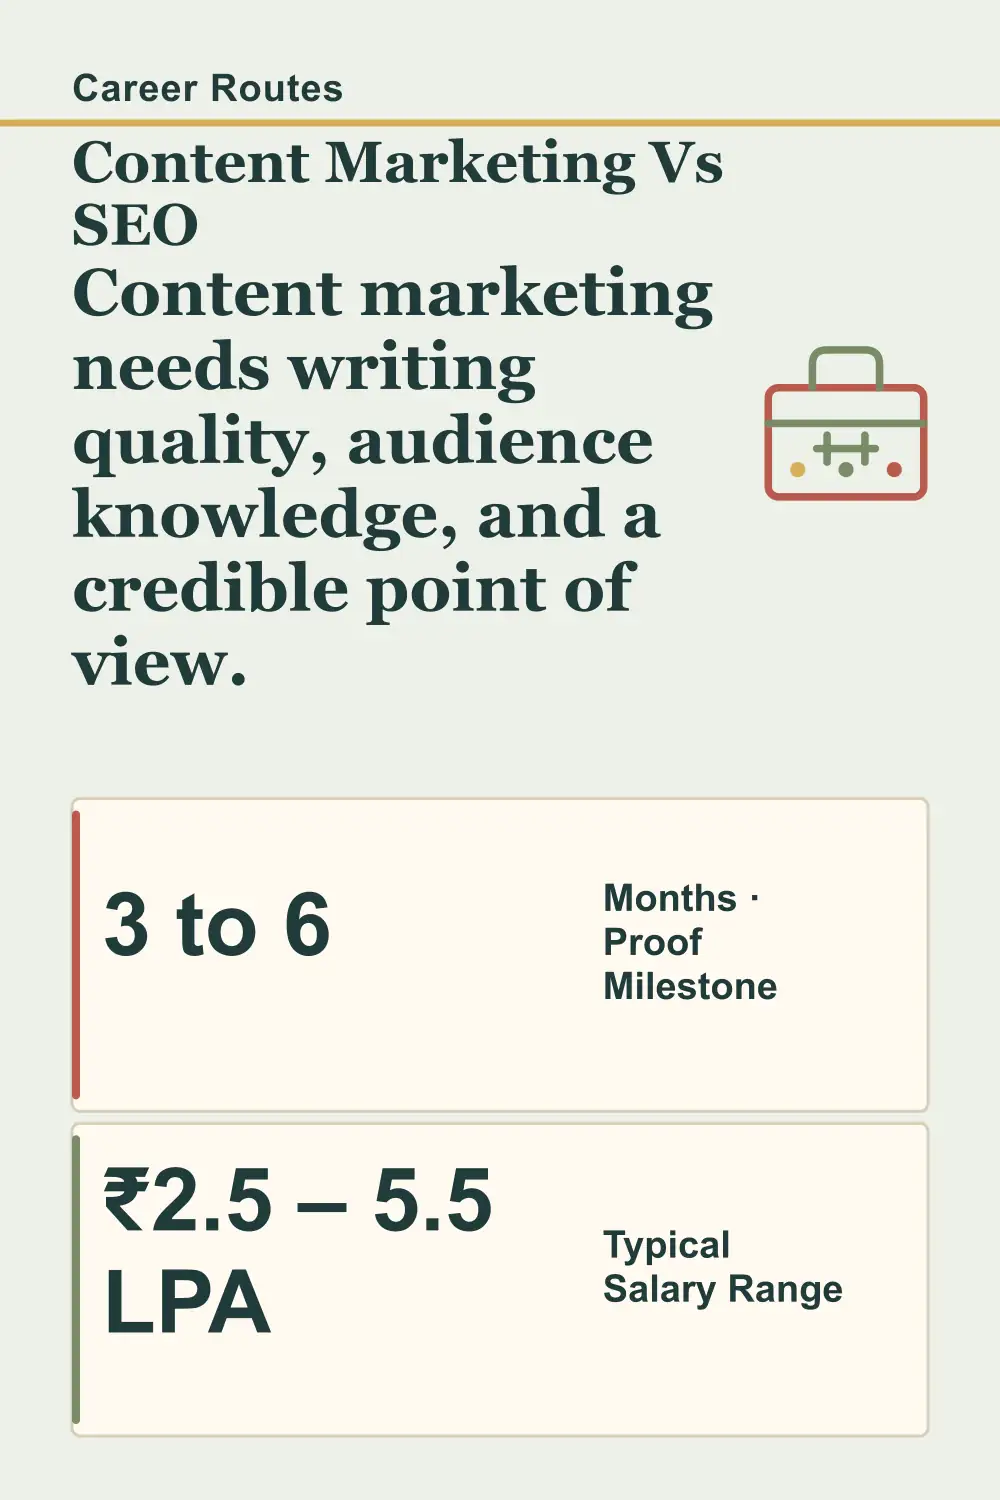 Career Routes
Content Marketing Vs
SEO
Content marketing
needs writing
quality, audience
knowledge, and a
credible point of
view.
3 to 6
Months ·
Proof
Milestone
₹2.5 – 5.5
LPA
Typical
Salary Range